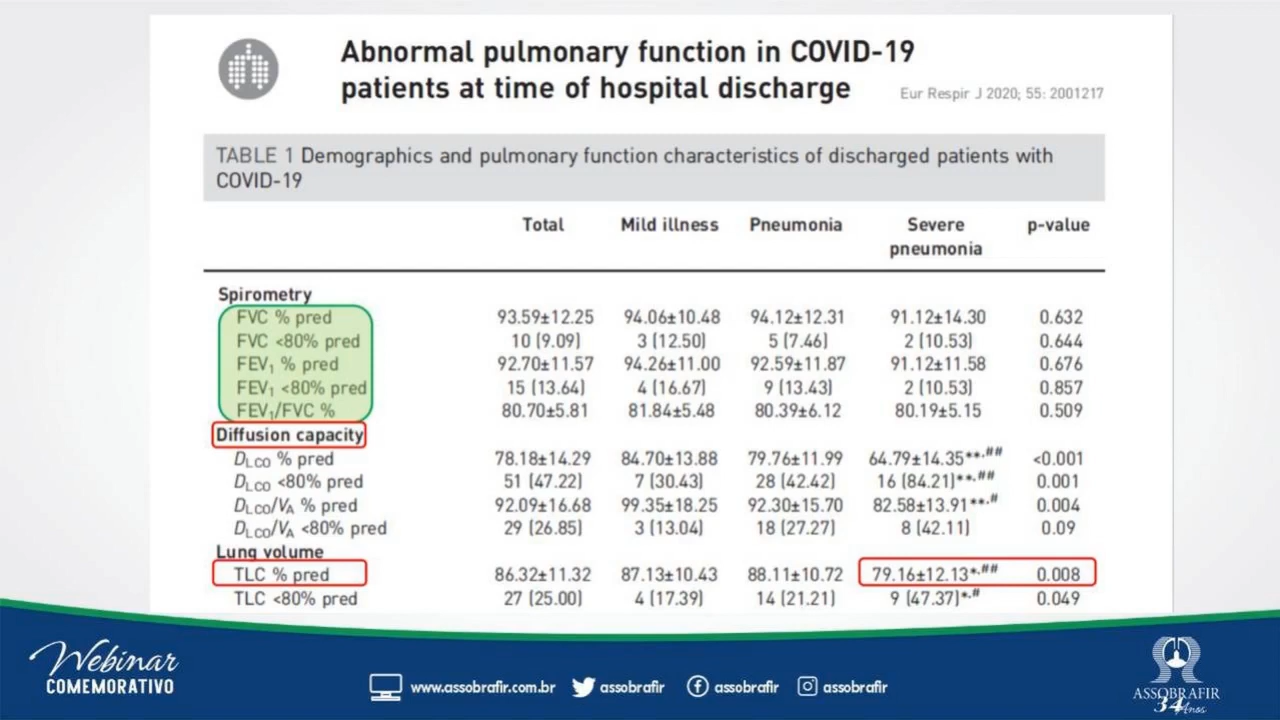 Abnormal pulmonary function in COVID-19
patients at time of hospital discharge
Eur Respir J 2020; 55: 2001217
TABLE 1 Demographics and pulmonary function characteristics of discharged patients with
COVID-19
Total Mild illness Pneumonia Severe pneumonia p-value
Spirometry
FVC % pred 93.59±12.25 94.06±10.48 94.12±12.31 91.12±14.30 0.632
FVC <80% pred 10 (9.09) 3 (12.50) 5 (7.46) 2 (10.53) 0.644
FEV₁ % pred 92.70±11.57 94.26±11.00 92.59±11.87 91.12±11.58 0.676
FEV₁ <80% pred 15 (13.64) 4 (16.67) 9 (13.43) 2 (10.53) 0.857
FEV₁/FVC % 80.70±5.81 81.84±5.48 80.39±6.12 80.19±5.15 0.509
Diffusion capacity
DLCO % pred 78.18±14.29 84.70±13.88 79.76±11.99 64.79±14.35**,## <0.001
DLCO <80% pred 51 (47.22) 7 (30.43) 28 (42.42) 16 (84.21)**,## 0.001
DLCO/VA % pred 92.09±16.68 99.35±18.25 92.30±15.70 82.58±13.91**,# 0.004
DLCO/VA <80% pred 29 (26.85) 3 (13.04) 18 (27.27) 8 (42.11) 0.09
Lung volume
TLC % pred 86.32±11.32 87.13±10.43 88.11±10.72 79.16±12.13*,## 0.008
TLC <80% pred 27 (25.00) 4 (17.39) 14 (21.21) 9 (47.37)*,# 0.049
Webinar
COMEMORATIVO
www.assobrafir.com.br assobrafir assobrafir assobrafir
ASSOBRAFIR
34 Anos